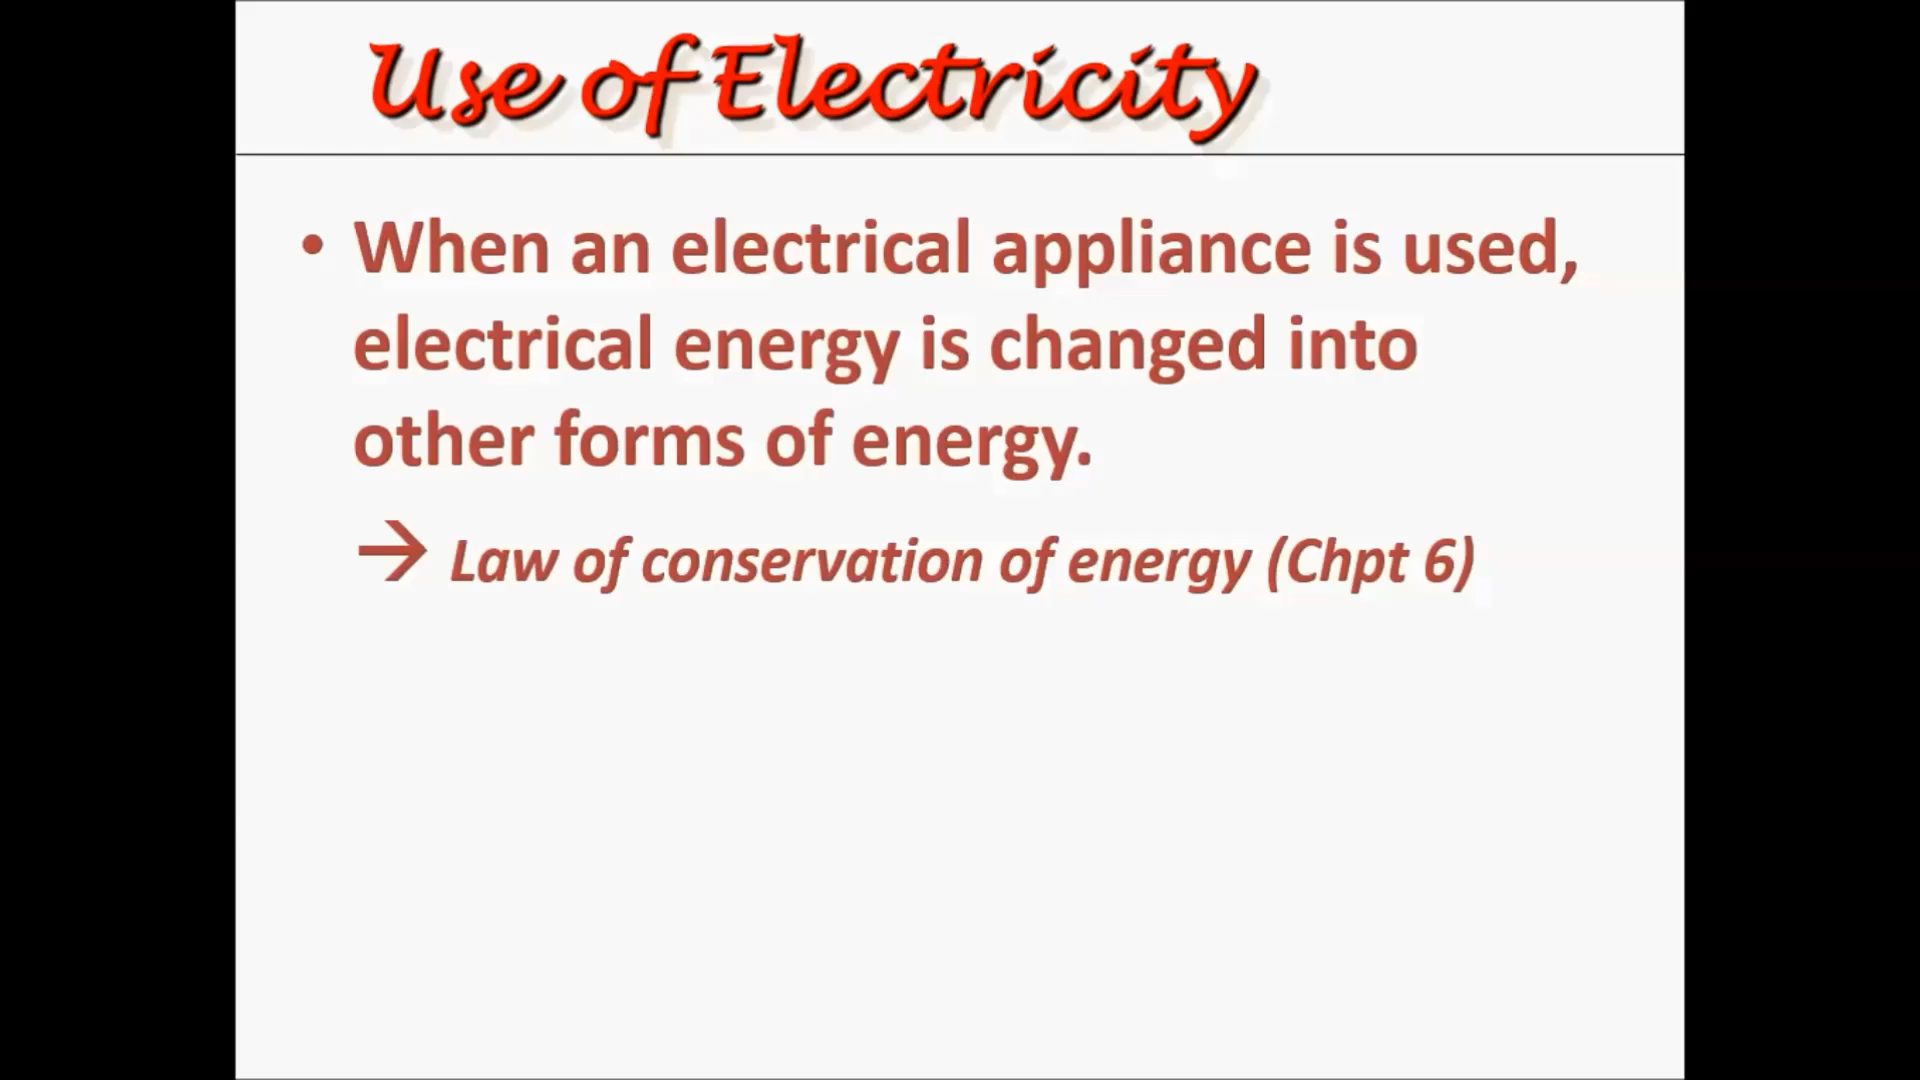 Use of Electricity
• When an electrical appliance is used,
electrical energy is changed into
other forms of energy.
→ Law of conservation of energy (Chpt 6)